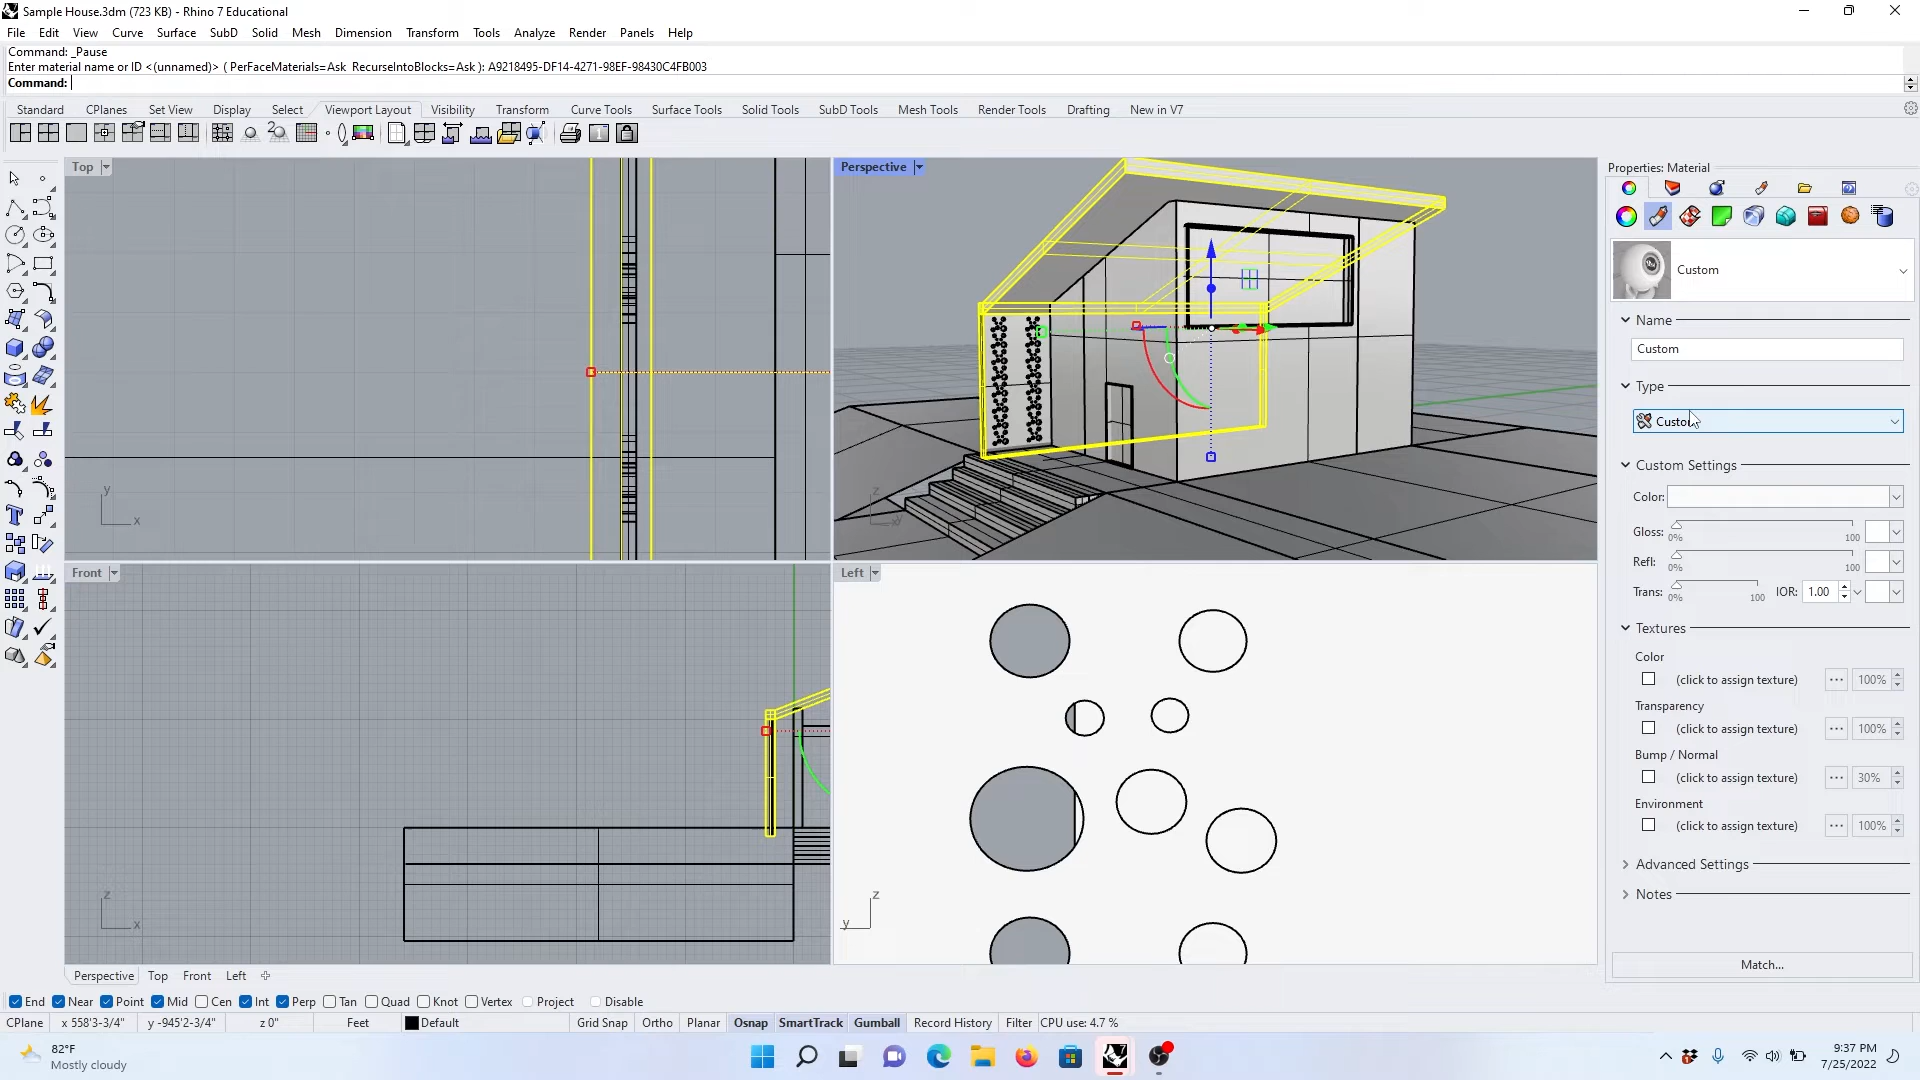 Sample House.3dm (723 KB) - Rhino 7 Educational
File Edit View Curve Surface SubD Solid Mesh Dimension Transform Tools Analyze Render Panels Help
Command: _Pause
Enter material name or ID <(unnamed)> ( PerFaceMaterials=Ask RecurseIntoBlocks=Ask ): A9218495-DF14-4271-98EF-98430C4FB003
Command:
Standard CPlanes Set View Display Select Viewport Layout Visibility Transform Curve Tools Surface Tools Solid Tools SubD Tools Mesh Tools Render Tools Drafting New in V7
Top
y
x
Perspective
z
x
Front
z
x
Left
z
y
Properties: Material
Custom
Name
Custom
Type
Custom
Custom Settings
Color:
Gloss: 0% 100
Refl: 0% 100
Trans: 0% 100 IOR: 1.00
Textures
Color
(click to assign texture) 100%
Transparency
(click to assign texture) 100%
Bump / Normal
(click to assign texture) 30%
Environment
(click to assign texture) 100%
Advanced Settings
Notes
Match...
Perspective Top Front Left
End Near Point Mid Cen Int Perp Tan Quad Knot Vertex Project Disable
CPlane x 558'3-3/4" y -945'2-3/4" z 0" Feet Default Grid Snap Ortho Planar Osnap SmartTrack Gumball Record History Filter CPU use: 4.7 %
82°F
Mostly cloudy
9:37 PM
7/25/2022